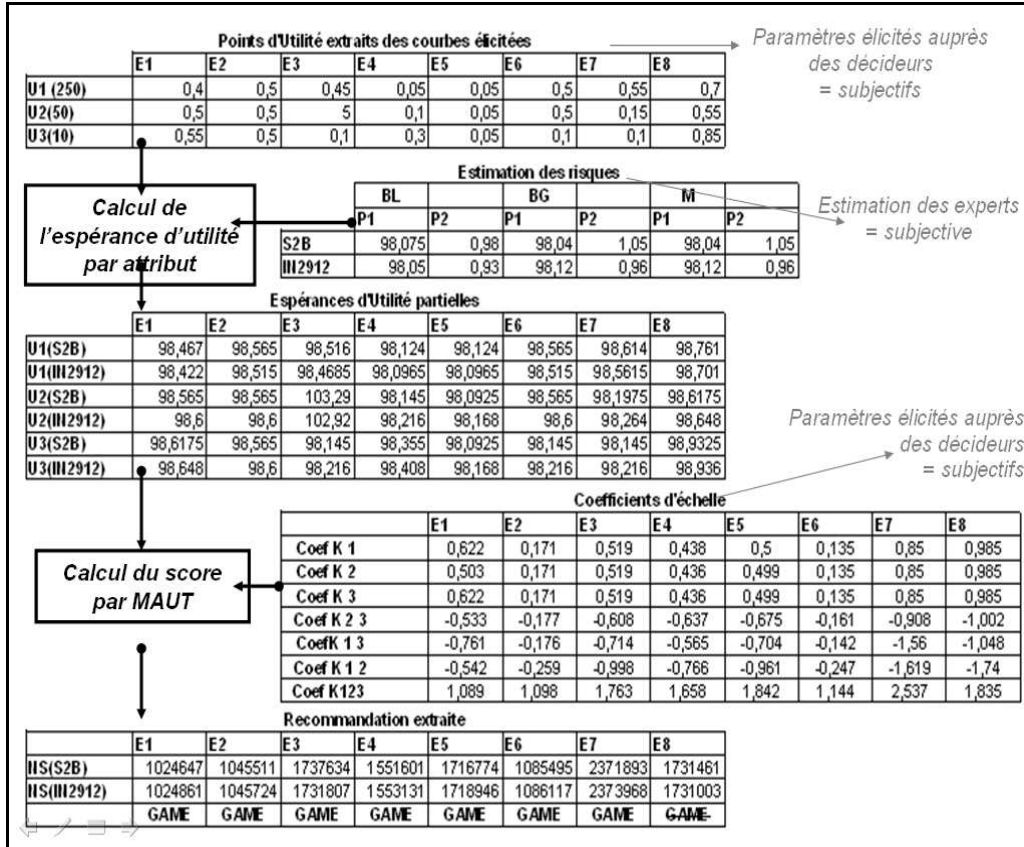 Points d'Utilité extraits des courbes élicitées
Paramètres élicités auprès
des décideurs
= subjectifs
E1 E2 E3 E4 E5 E6 E7 E8
U1 (250) 0,4 0,5 0,45 0,05 0,05 0,5 0,55 0,7
U2(50) 0,5 0,5 5 0,1 0,05 0,5 0,15 0,55
U3(10) 0,55 0,5 0,1 0,3 0,05 0,1 0,1 0,85
Calcul de
l'espérance d'utilité
par attribut
Estimation des risques
BL BG M
P1 P2 P1 P2 P1 P2
S2B 98,075 0,98 98,04 1,05 98,04 1,05
IN2912 98,05 0,93 98,12 0,96 98,12 0,96
Estimation des experts
= subjective
Espérances d'Utilité partielles
E1 E2 E3 E4 E5 E6 E7 E8
U1(S2B) 98,467 98,565 98,516 98,124 98,124 98,565 98,614 98,761
U1(IN2912) 98,422 98,515 98,4685 98,0965 98,0965 98,515 98,5615 98,701
U2(S2B) 98,565 98,565 103,29 98,145 98,0925 98,565 98,1975 98,6175
U2(IN2912) 98,6 98,6 102,92 98,216 98,168 98,6 98,264 98,648
U3(S2B) 98,6175 98,565 98,145 98,355 98,0925 98,145 98,145 98,9325
U3(IN2912) 98,648 98,6 98,216 98,408 98,168 98,216 98,216 98,936
Paramètres élicités auprès
des décideurs
= subjectifs
Calcul du score
par MAUT
Coefficients d'échelle
E1 E2 E3 E4 E5 E6 E7 E8
Coef K 1 0,622 0,171 0,519 0,438 0,5 0,135 0,85 0,985
Coef K 2 0,503 0,171 0,519 0,436 0,499 0,135 0,85 0,985
Coef K 3 0,622 0,171 0,519 0,436 0,499 0,135 0,85 0,985
Coef K 2 3 -0,533 -0,177 -0,608 -0,637 -0,675 -0,161 -0,908 -1,002
CoefK 1 3 -0,761 -0,176 -0,714 -0,565 -0,704 -0,142 -1,56 -1,048
Coef K 1 2 -0,542 -0,259 -0,998 -0,766 -0,961 -0,247 -1,619 -1,74
Coef K123 1,089 1,098 1,763 1,658 1,842 1,144 2,537 1,835
Recommandation extraite
E1 E2 E3 E4 E5 E6 E7 E8
NS(S2B) 1024647 1045511 1737634 1551601 1716774 1085495 2371893 1731461
NS(IN2912) 1024861 1045724 1731807 1553131 1718946 1086117 2373968 1731003
GAME GAME GAME GAME GAME GAME GAME GAME